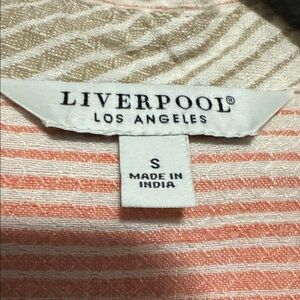 LIVERPOOL®
LOS ANGELES
S
MADE IN
INDIA